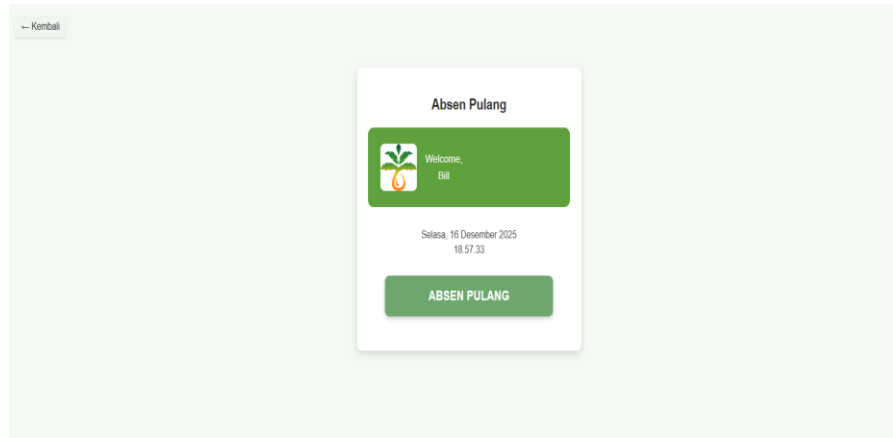 ← Kembali
Absen Pulang
Welcome,
Bill
Selasa, 16 Desember 2025
18.57.33
ABSEN PULANG